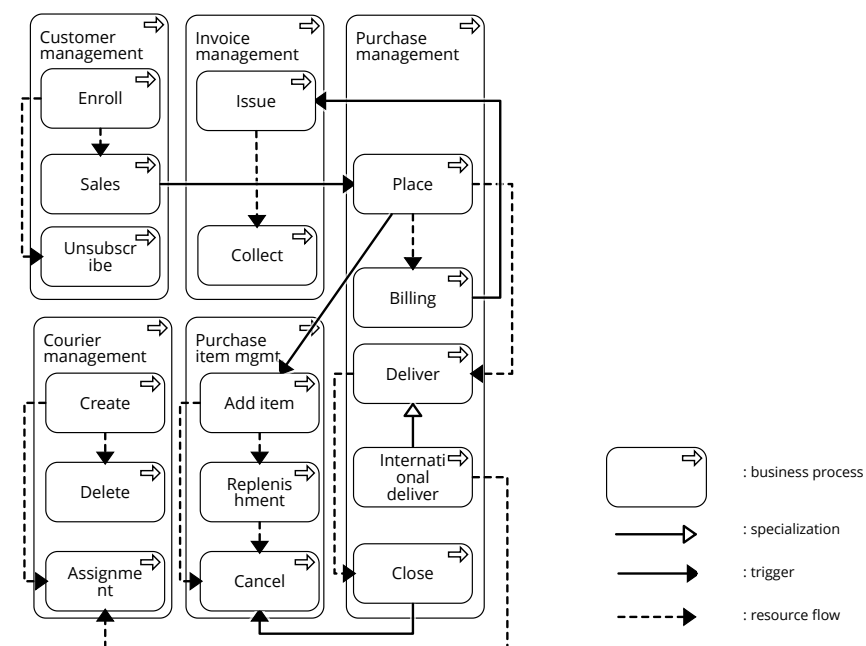 Customer
management
Enroll
Sales
Unsubscr
ibe
Invoice
management
Issue
Collect
Purchase
management
Place
Billing
Deliver
Internati
onal
deliver
Close
Courier
management
Create
Delete
Assignme
nt
Purchase
item mgmt
Add item
Replenis
hment
Cancel
: business process
: specialization
: trigger
: resource flow